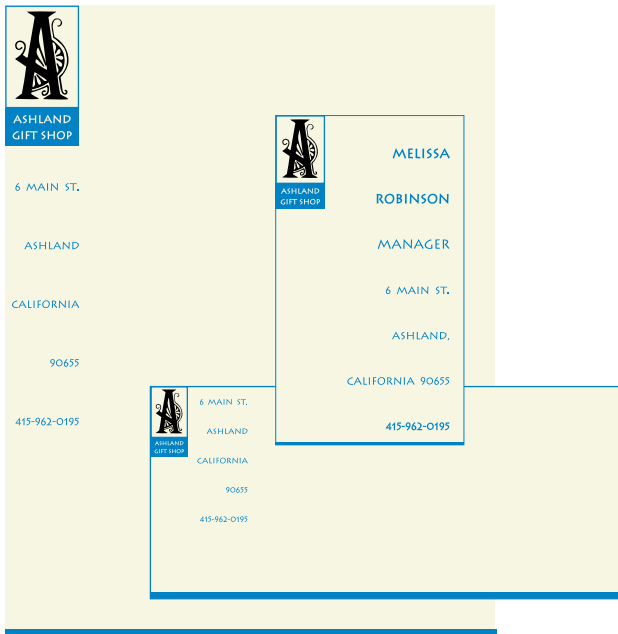 A
ASHLAND
GIFT SHOP
6 MAIN ST.
ASHLAND
CALIFORNIA
90655
415-962-0195
A
ASHLAND
GIFT SHOP
MELISSA
ROBINSON
MANAGER
6 MAIN ST.
ASHLAND,
CALIFORNIA 90655
415-962-0195
A
ASHLAND
GIFT SHOP
6 MAIN ST.
ASHLAND
CALIFORNIA
90655
415-962-0195